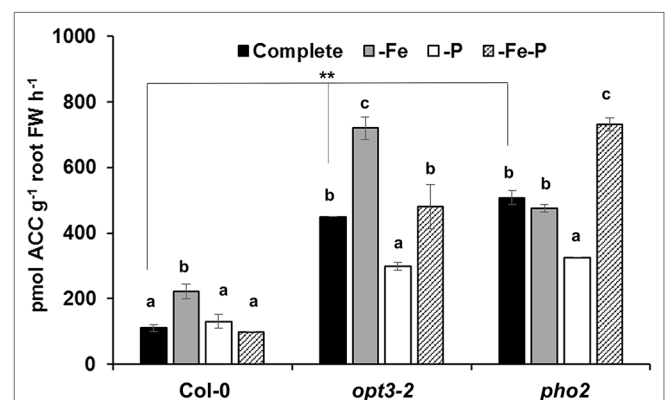 1000
Complete -Fe -P -Fe-P
**
800
c
c
600
b
b
b
b
400
a
a
200
a
b
a
a
0
pmol ACC g⁻¹ root FW h⁻¹
Col-0 opt3-2 pho2